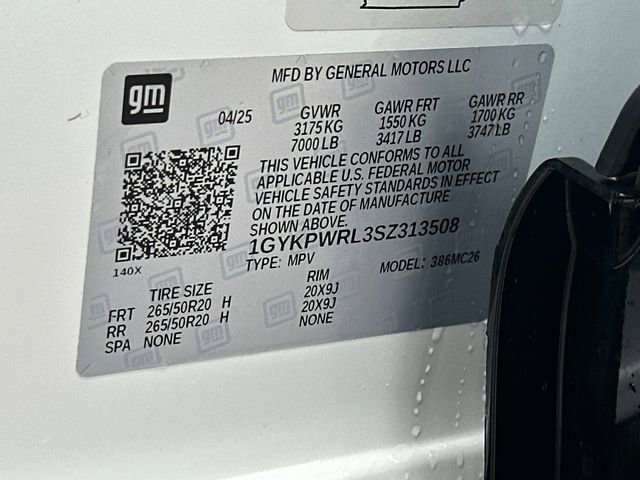 MFD BY GENERAL MOTORS LLC
gm
04/25
GVWR GAWR FRT GAWR RR
3175 KG 1550 KG 1700 KG
7000 LB 3417 LB 3747 LB
THIS VEHICLE CONFORMS TO ALL
APPLICABLE U.S. FEDERAL MOTOR
VEHICLE SAFETY STANDARDS IN EFFECT
ON THE DATE OF MANUFACTURE
SHOWN ABOVE.
1GYKPWRL3SZ313508
140X
TYPE: MPV MODEL: 386MC26
TIRE SIZE RIM
FRT 265/50R20 H 20X9J
RR 265/50R20 H 20X9J
SPA NONE NONE